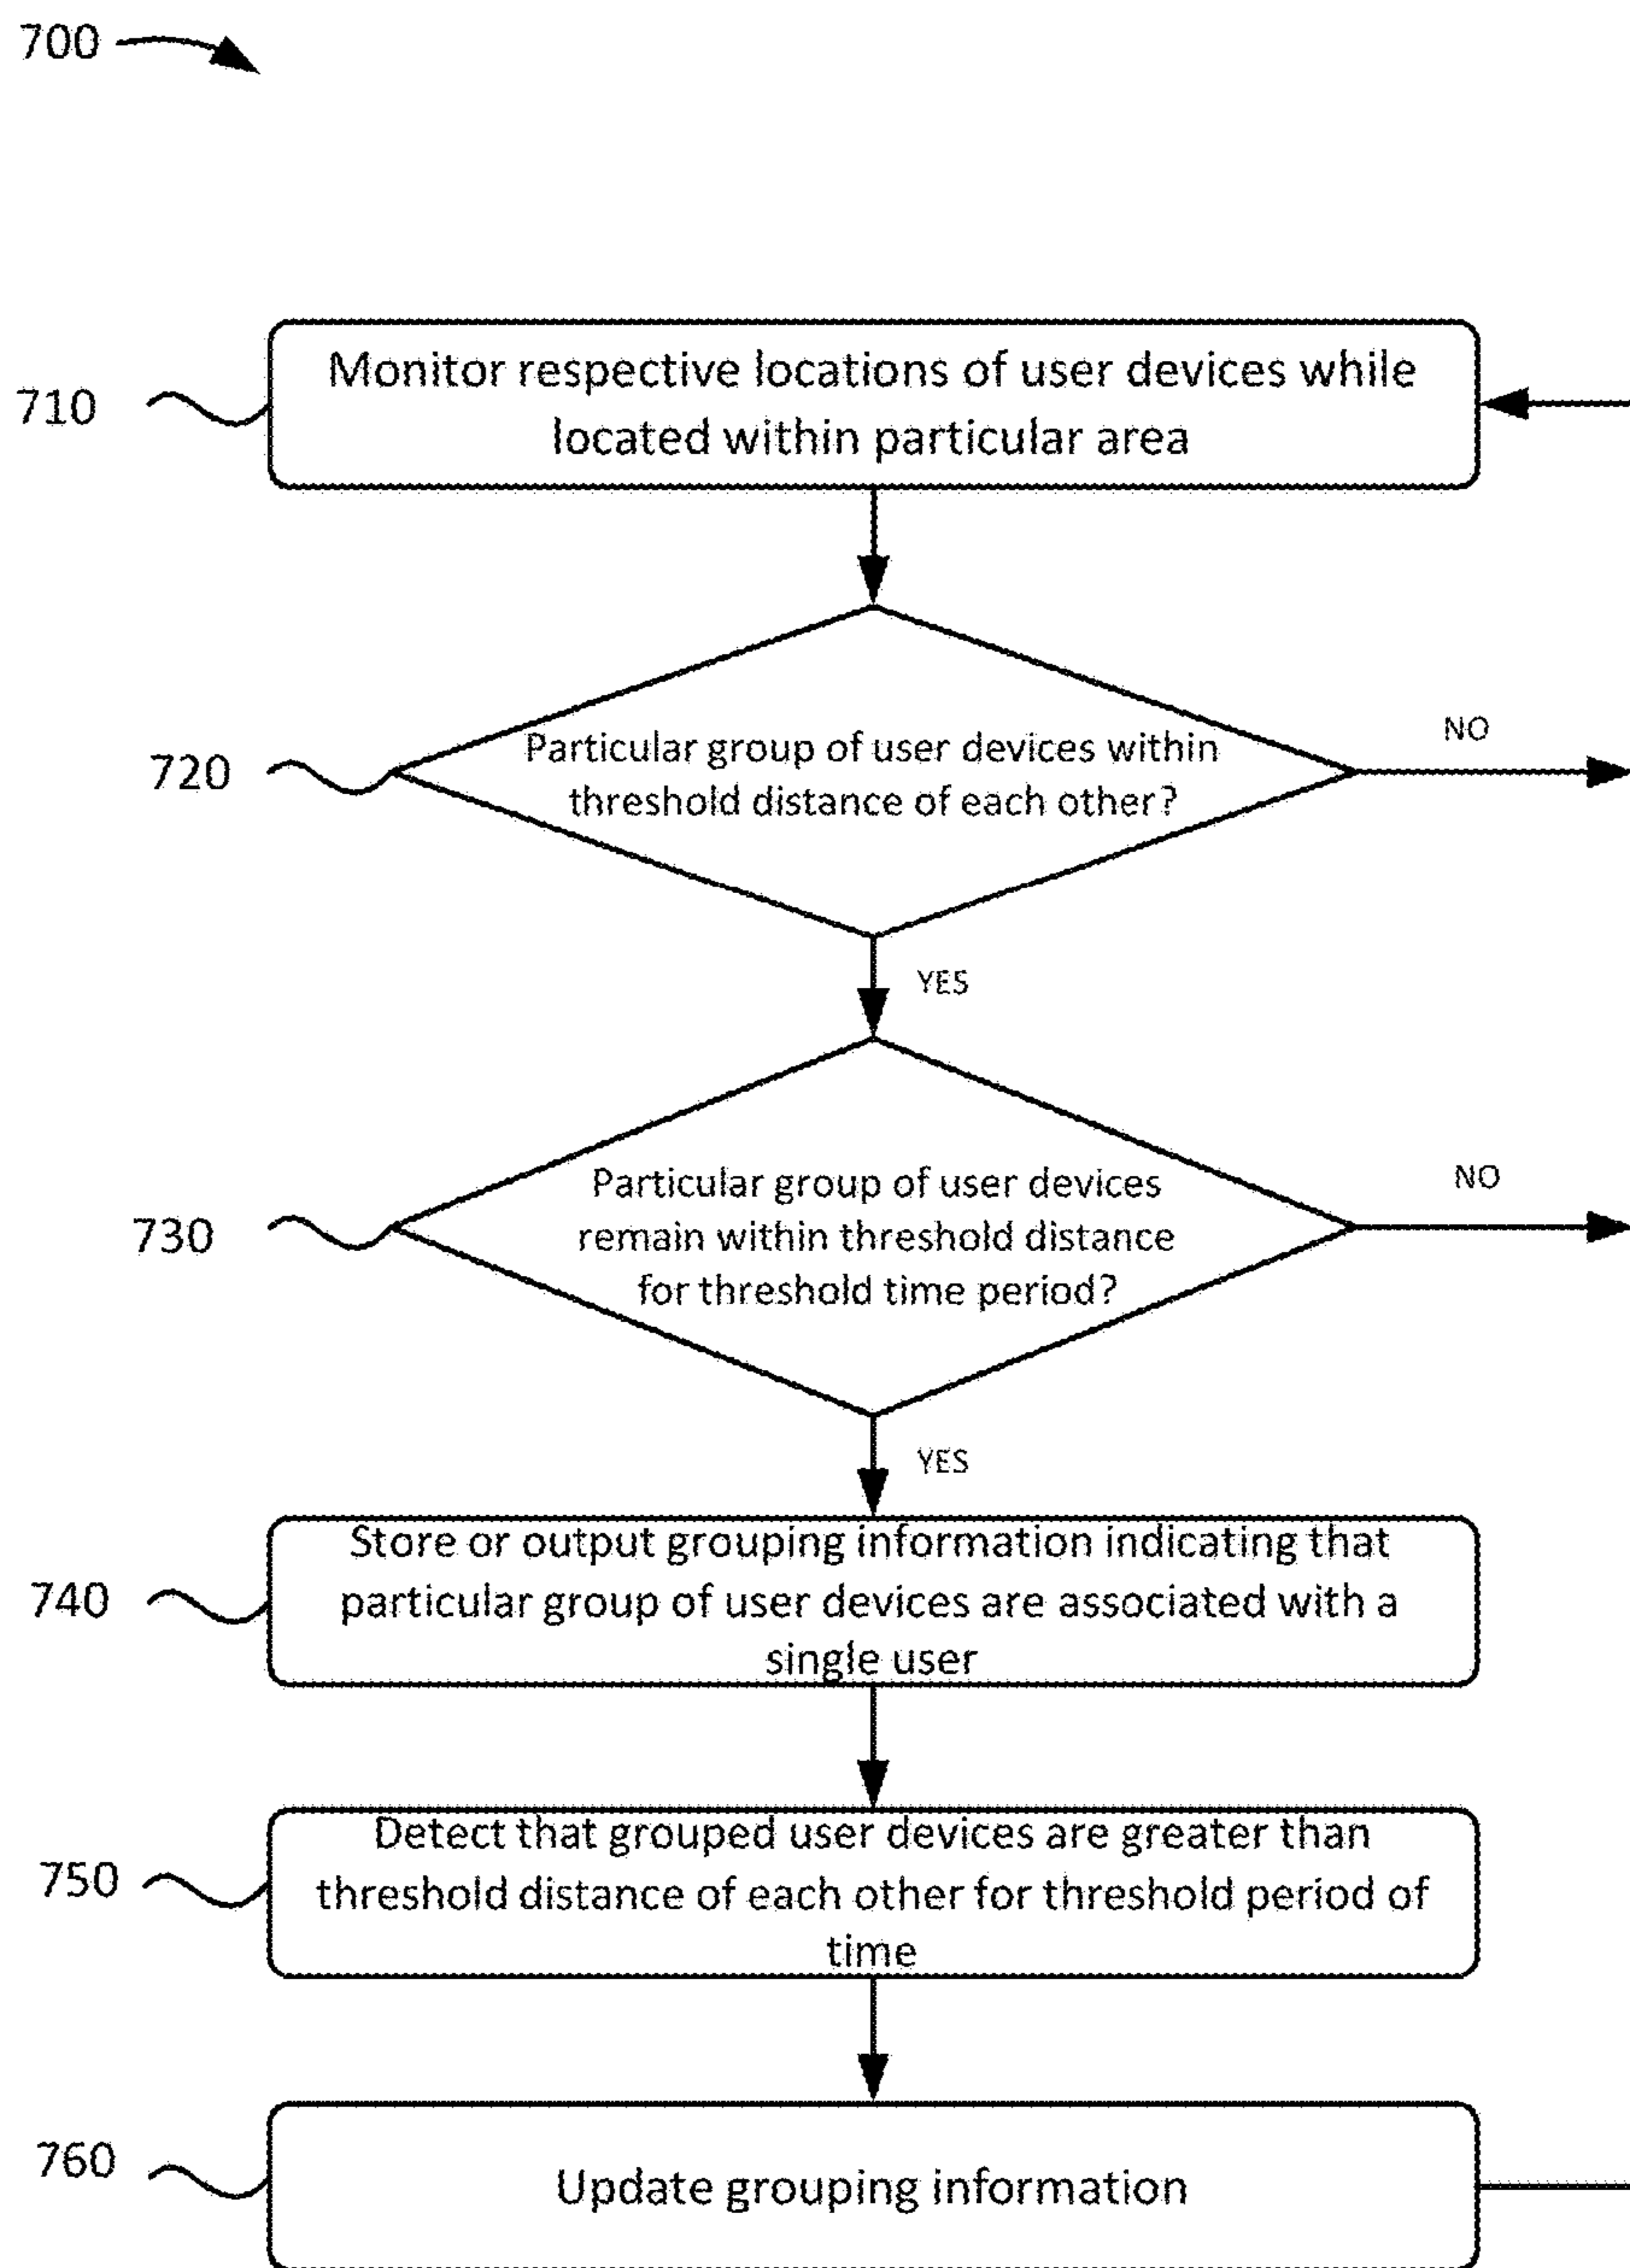 700
710
Monitor respective locations of user devices while
located within particular area
720
Particular group of user devices within
threshold distance of each other?
NO
YES
730
Particular group of user devices
remain within threshold distance
for threshold time period?
NO
YES
740
Store or output grouping information indicating that
particular group of user devices are associated with a
single user
750
Detect that grouped user devices are greater than
threshold distance of each other for threshold period of
time
760
Update grouping information